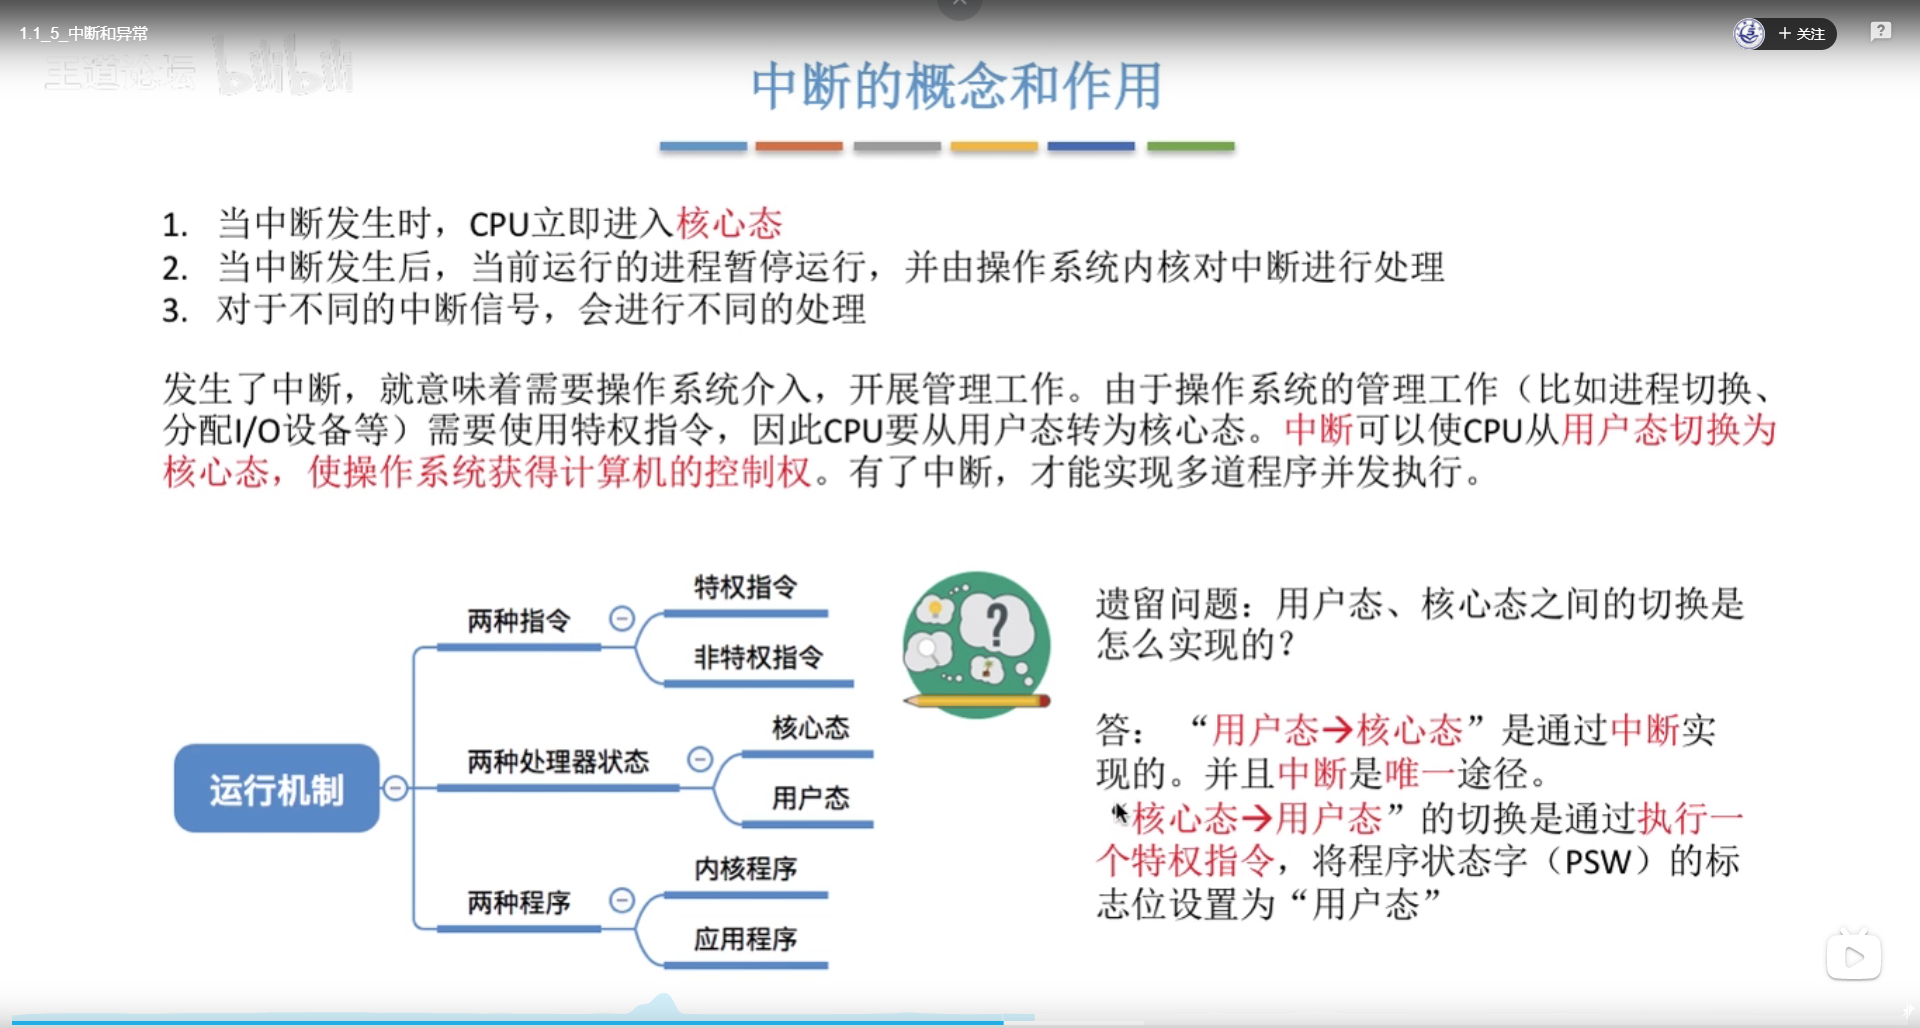 1.1_5_中断和异常
+ 关注
?
王道论坛 bilibili
中断的概念和作用
1. 当中断发生时，CPU立即进入核心态
2. 当中断发生后，当前运行的进程暂停运行，并由操作系统内核对中断进行处理
3. 对于不同的中断信号，会进行不同的处理
发生了中断，就意味着需要操作系统介入，开展管理工作。由于操作系统的管理工作（比如进程切换、
分配I/O设备等）需要使用特权指令，因此CPU要从用户态转为核心态。中断可以使CPU从用户态切换为
核心态，使操作系统获得计算机的控制权。有了中断，才能实现多道程序并发执行。
运行机制
两种指令
特权指令
非特权指令
两种处理器状态
核心态
用户态
两种程序
内核程序
应用程序
?
遗留问题：用户态、核心态之间的切换是
怎么实现的？
答：“用户态→核心态”是通过中断实
现的。并且中断是唯一途径。
“核心态→用户态”的切换是通过执行一
个特权指令，将程序状态字（PSW）的标
志位设置为“用户态”